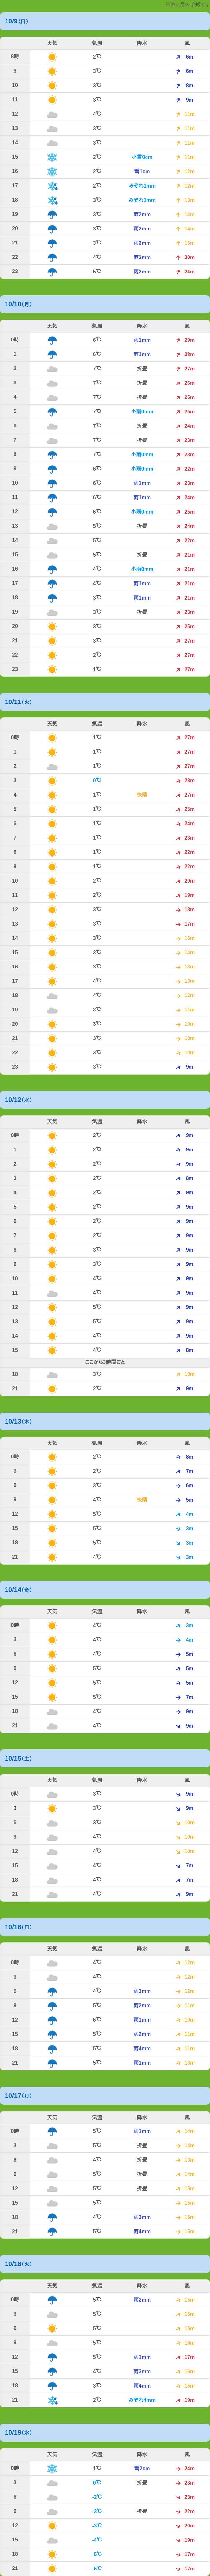 天気＆風の予報です
10/9（日）
天気 気温 降水 風
8時 2℃ 6m
9 3℃ 6m
10 3℃ 8m
11 3℃ 9m
12 4℃ 11m
13 3℃ 11m
14 3℃ 11m
15 2℃ 小雪0cm 11m
16 2℃ 雪1cm 12m
17 2℃ みぞれ1mm 12m
18 3℃ みぞれ1mm 13m
19 3℃ 雨2mm 14m
20 3℃ 雨2mm 14m
21 3℃ 雨2mm 15m
22 4℃ 雨2mm 20m
23 5℃ 雨2mm 24m
10/10（月）
天気 気温 降水 風
0時 6℃ 雨1mm 29m
1 6℃ 雨1mm 28m
2 7℃ 折曇 27m
3 7℃ 折曇 26m
4 7℃ 折曇 25m
5 7℃ 小雨0mm 25m
6 7℃ 折曇 24m
7 7℃ 折曇 23m
8 7℃ 小雨0mm 23m
9 6℃ 小雨0mm 22m
10 6℃ 雨1mm 23m
11 6℃ 雨1mm 24m
12 6℃ 小雨0mm 25m
13 5℃ 折曇 24m
14 5℃ 22m
15 5℃ 折曇 21m
16 4℃ 小雨0mm 21m
17 4℃ 雨1mm 21m
18 3℃ 雨1mm 21m
19 3℃ 折曇 23m
20 3℃ 25m
21 3℃ 27m
22 2℃ 27m
23 1℃ 27m
10/11（火）
天気 気温 降水 風
0時 1℃ 27m
1 1℃ 27m
2 1℃ 27m
3 0℃ 28m
4 1℃ 快晴 27m
5 1℃ 25m
6 1℃ 24m
7 1℃ 23m
8 1℃ 22m
9 1℃ 22m
10 2℃ 20m
11 2℃ 19m
12 3℃ 18m
13 3℃ 17m
14 3℃ 16m
15 3℃ 14m
16 3℃ 13m
17 4℃ 13m
18 4℃ 12m
19 3℃ 11m
20 3℃ 10m
21 3℃ 10m
22 3℃ 10m
23 3℃ 9m
10/12（水）
天気 気温 降水 風
0時 2℃ 9m
1 2℃ 9m
2 2℃ 9m
3 2℃ 8m
4 2℃ 9m
5 2℃ 9m
6 2℃ 9m
7 2℃ 9m
8 3℃ 9m
9 3℃ 9m
10 4℃ 9m
11 4℃ 9m
12 5℃ 9m
13 5℃ 9m
14 4℃ 9m
15 4℃ 8m
ここから3時間ごと
18 3℃ 10m
21 2℃ 9m
10/13（木）
天気 気温 降水 風
0時 2℃ 8m
3 2℃ 7m
6 3℃ 6m
9 4℃ 快晴 5m
12 5℃ 4m
15 5℃ 3m
18 5℃ 3m
21 4℃ 3m
10/14（金）
天気 気温 降水 風
0時 4℃ 3m
3 4℃ 4m
6 4℃ 5m
9 5℃ 5m
12 5℃ 5m
15 5℃ 7m
18 4℃ 9m
21 4℃ 9m
10/15（土）
天気 気温 降水 風
0時 3℃ 9m
3 3℃ 9m
6 3℃ 10m
9 4℃ 10m
12 4℃ 10m
15 4℃ 7m
18 4℃ 7m
21 4℃ 9m
10/16（日）
天気 気温 降水 風
0時 4℃ 12m
3 4℃ 12m
6 4℃ 雨3mm 12m
9 5℃ 雨2mm 11m
12 6℃ 雨1mm 10m
15 5℃ 雨2mm 11m
18 5℃ 雨4mm 11m
21 5℃ 雨1mm 13m
10/17（月）
天気 気温 降水 風
0時 5℃ 雨1mm 14m
3 5℃ 折曇 14m
6 4℃ 折曇 13m
9 5℃ 折曇 14m
12 5℃ 折曇 15m
15 5℃ 15m
18 4℃ 雨3mm 15m
21 4℃ 雨4mm 15m
10/18（火）
天気 気温 降水 風
0時 5℃ 雨2mm 15m
3 5℃ 15m
6 5℃ 15m
9 5℃ 16m
12 5℃ 雨1mm 17m
15 4℃ 雨3mm 16m
18 3℃ 雨4mm 15m
21 2℃ みぞれ4mm 19m
10/19（水）
天気 気温 降水 風
0時 1℃ 雪2cm 24m
3 0℃ 折曇 23m
6 -2℃ 23m
9 -3℃ 折曇 22m
12 -3℃ 20m
15 -4℃ 19m
18 -5℃ 17m
21 -5℃ 17m